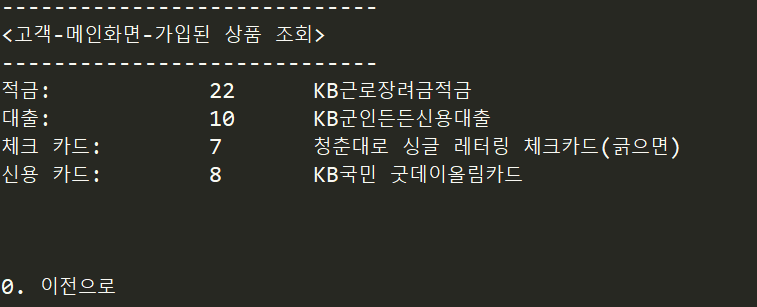 -----------------------------
<고객-메인화면-가입된 상품 조회>
-----------------------------
적금: 22 KB근로장려금적금
대출: 10 KB군인든든신용대출
체크 카드: 7 청춘대로 싱글 레터링 체크카드(긁으면)
신용 카드: 8 KB국민 굿데이올림카드
0. 이전으로